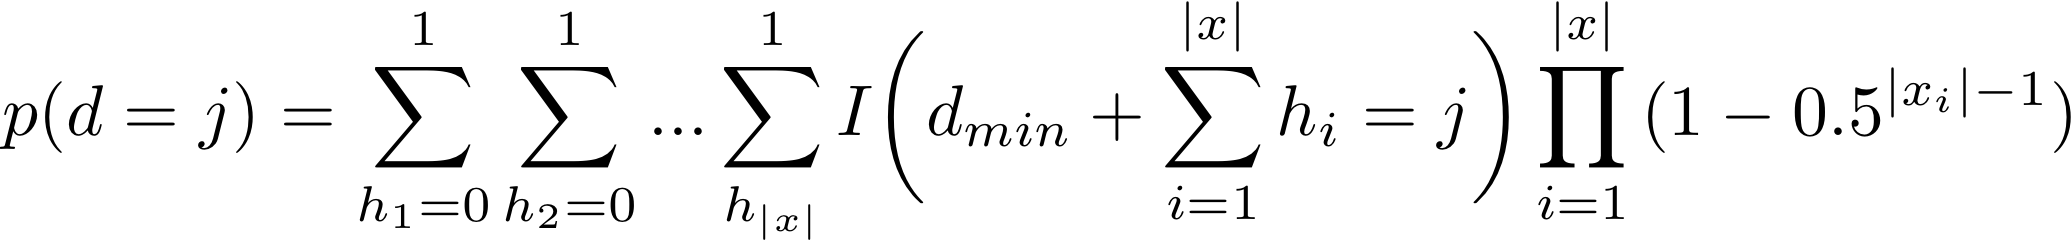 p(d = j) = \sum_{h_1=0}^{1} \sum_{h_2=0}^{1} ... \sum_{h_{|x|}}^{1} I\left(d_{min} + \sum_{i=1}^{|x|} h_i = j\right) \prod_{i=1}^{|x|} (1 - 0.5^{|x_i|-1})